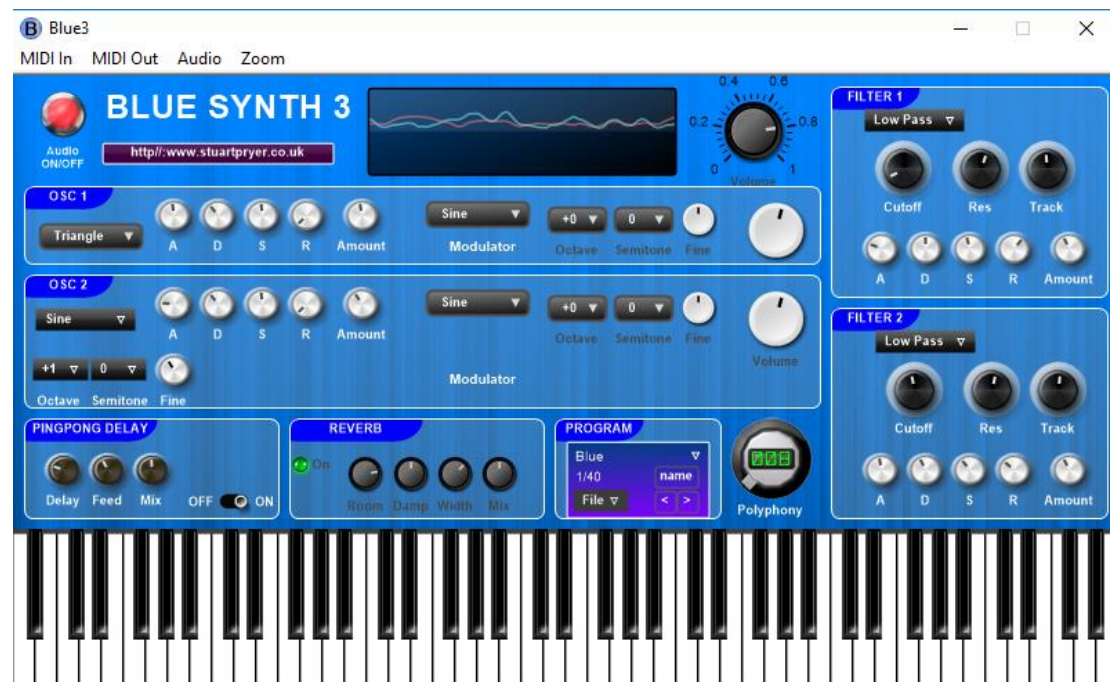 Blue3
MIDI In MIDI Out Audio Zoom
BLUE SYNTH 3
Audio
ON/OFF
http//:www.stuartpryer.co.uk
0.4 0.6
0.2 0.8
0 1
Volume
OSC 1
Triangle
A D S R Amount
Sine
Modulator
+0 0
Octave Semitone Fine
OSC 2
Sine
A D S R Amount
+1 0
Octave Semitone Fine
Sine
Modulator
+0 0
Octave Semitone Fine
Volume
FILTER 1
Low Pass
Cutoff Res Track
A D S R Amount
FILTER 2
Low Pass
Cutoff Res Track
A D S R Amount
PINGPONG DELAY
Delay Feed Mix OFF ON
REVERB
On
Room Damp Width Mix
PROGRAM
Blue
1/40 name
File < >
Polyphony